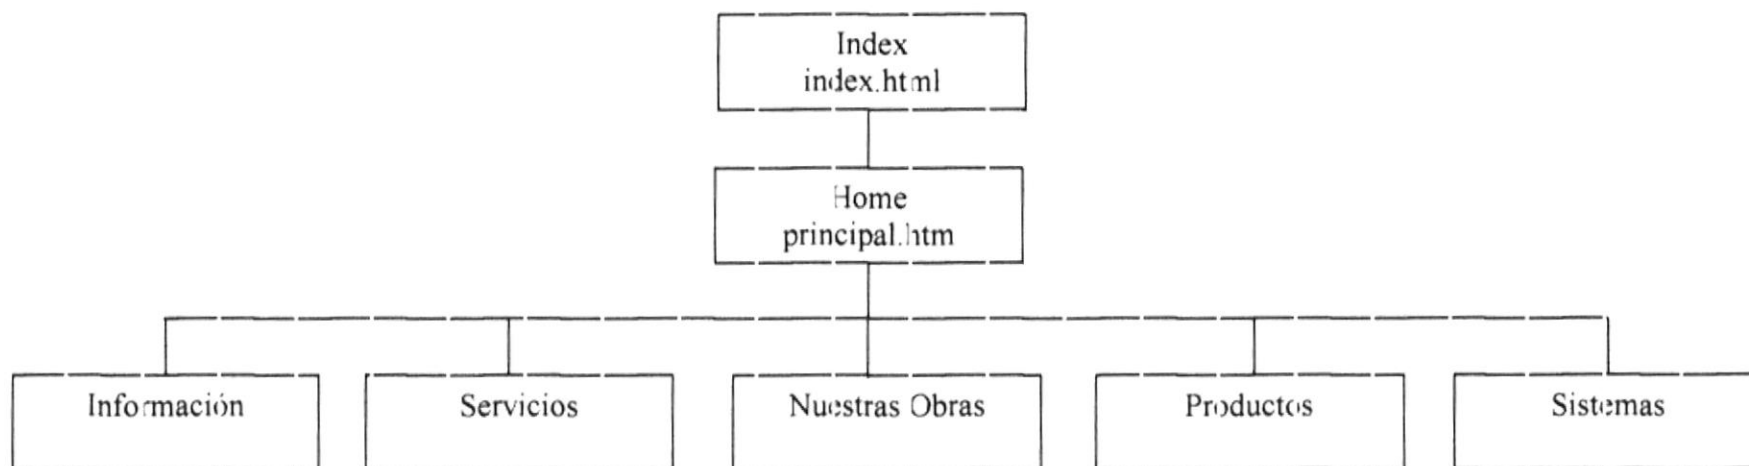 Index
index.html
Home
principal.htm
Información
Servicios
Nuestras Obras
Productos
Sistemas